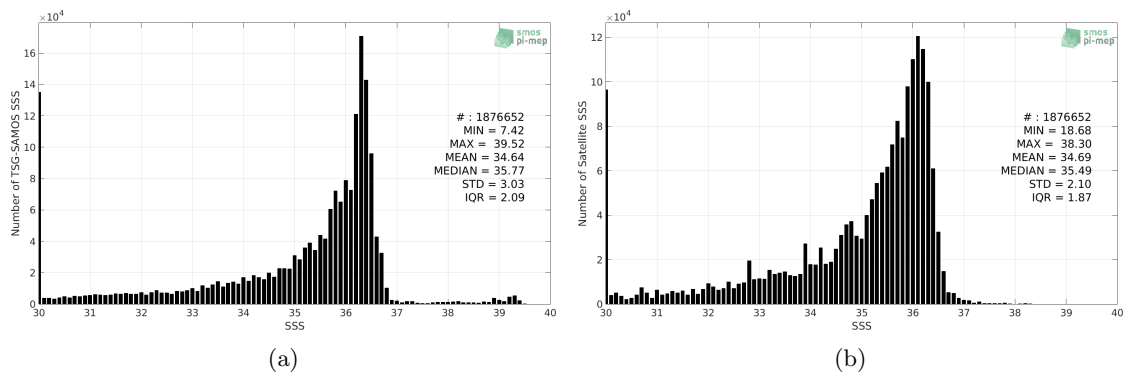 ×10⁴
smos
pi-mep
16
14
12
10
8
6
4
2
0
Number of TSG-SAMOS SSS
# : 1876652
MIN = 7.42
MAX = 39.52
MEAN = 34.64
MEDIAN = 35.77
STD = 3.03
IQR = 2.09
30 31 32 33 34 35 36 37 38 39 40
SSS
(a)
×10⁴
smos
pi-mep
12
10
8
6
4
2
0
Number of Satellite SSS
# : 1876652
MIN = 18.68
MAX = 38.30
MEAN = 34.69
MEDIAN = 35.49
STD = 2.10
IQR = 1.87
30 31 32 33 34 35 36 37 38 39 40
SSS
(b)